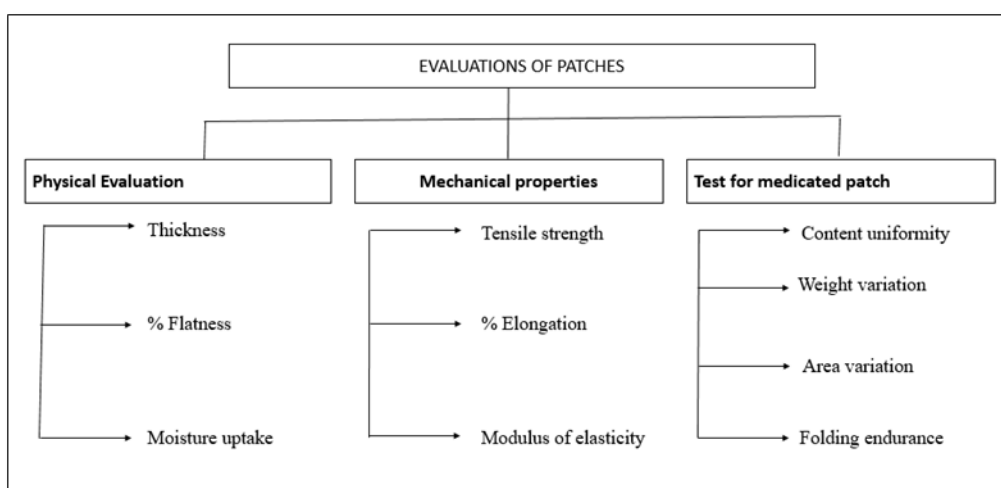 EVALUATIONS OF PATCHES
Physical Evaluation
Thickness
% Flatness
Moisture uptake
Mechanical properties
Tensile strength
% Elongation
Modulus of elasticity
Test for medicated patch
Content uniformity
Weight variation
Area variation
Folding endurance